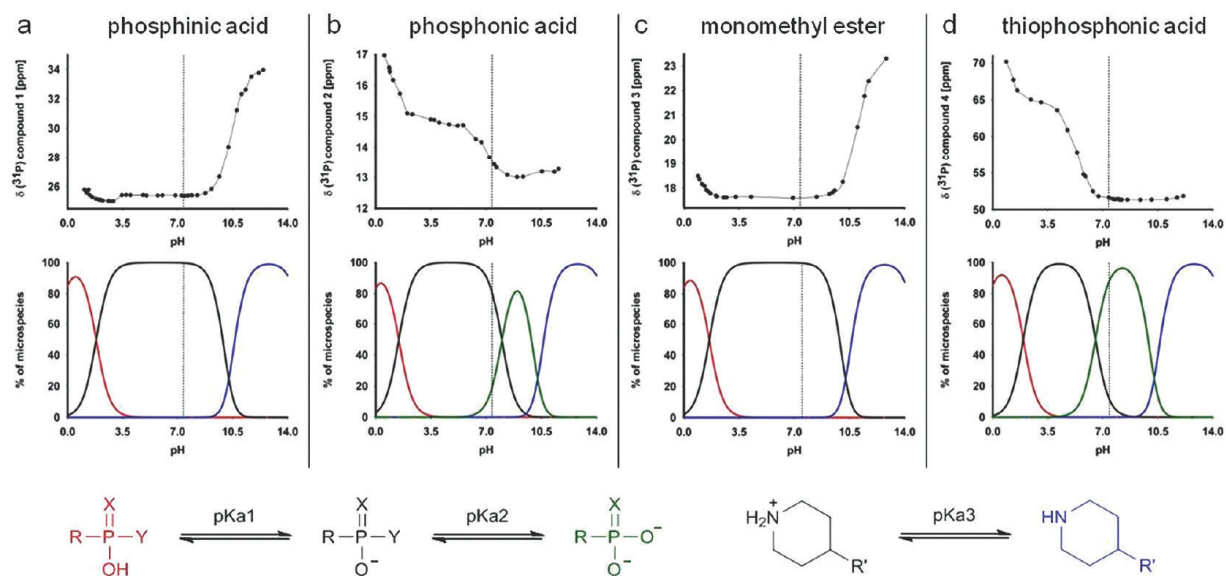 a phosphinic acid
b phosphonic acid
c monomethyl ester
d thiophosphonic acid
δ (³¹P) compound 1 [ppm]
34
32
30
28
26
0.0 3.5 7.0 10.5 14.0
pH
δ (³¹P) compound 2 [ppm]
17
16
15
14
13
12
0.0 3.5 7.0 10.5 14.0
pH
δ (³¹P) compound 3 [ppm]
23
22
21
20
19
18
0.0 3.5 7.0 10.5 14.0
pH
δ (³¹P) compound 4 [ppm]
70
65
60
55
50
0.0 3.5 7.0 10.5 14.0
pH
% of microspecies
100
80
60
40
20
0
0.0 3.5 7.0 10.5 14.0
pH
% of microspecies
100
80
60
40
20
0
0.0 3.5 7.0 10.5 14.0
pH
% of microspecies
100
80
60
40
20
0
0.0 3.5 7.0 10.5 14.0
pH
% of microspecies
100
80
60
40
20
0
0.0 3.5 7.0 10.5 14.0
pH
X
R P Y
OH
pKa1
X
R P Y
O⁻
pKa2
X
R P O⁻
O⁻
H₂N⁺
R'
pKa3
HN
R'